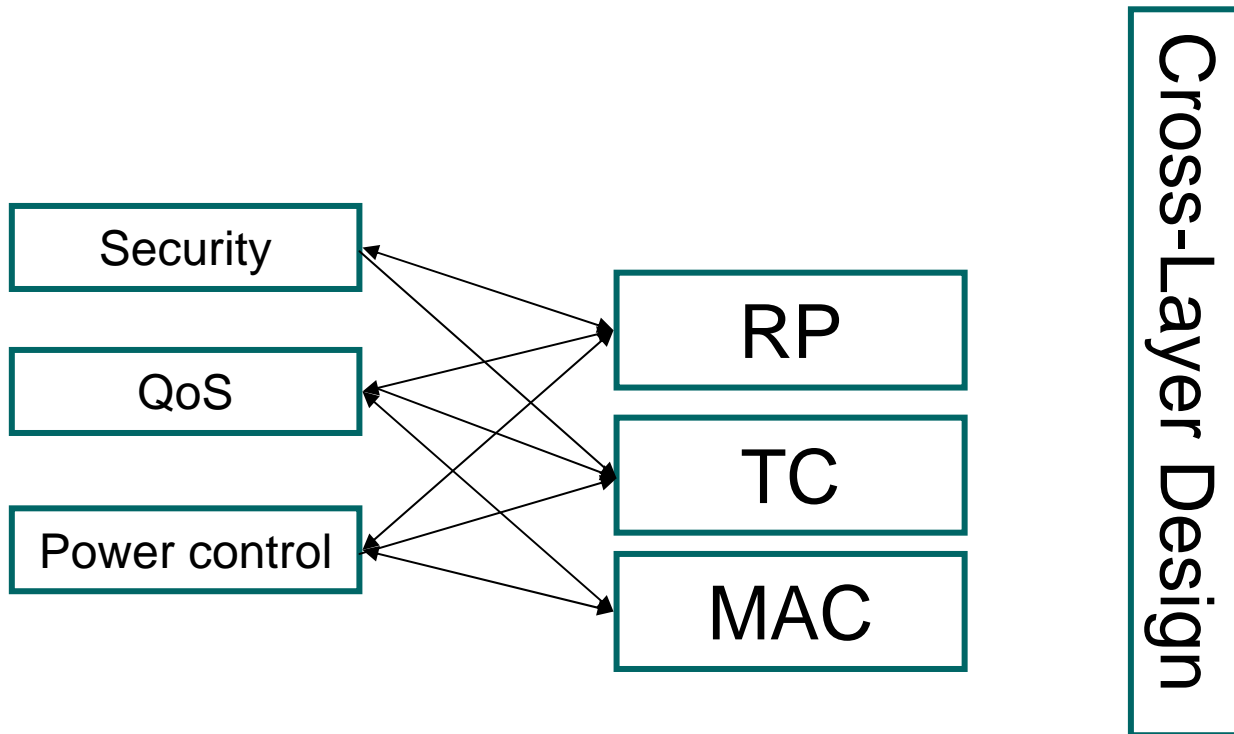 Security
QoS
Power control
RP
TC
MAC
Cross-Layer Design